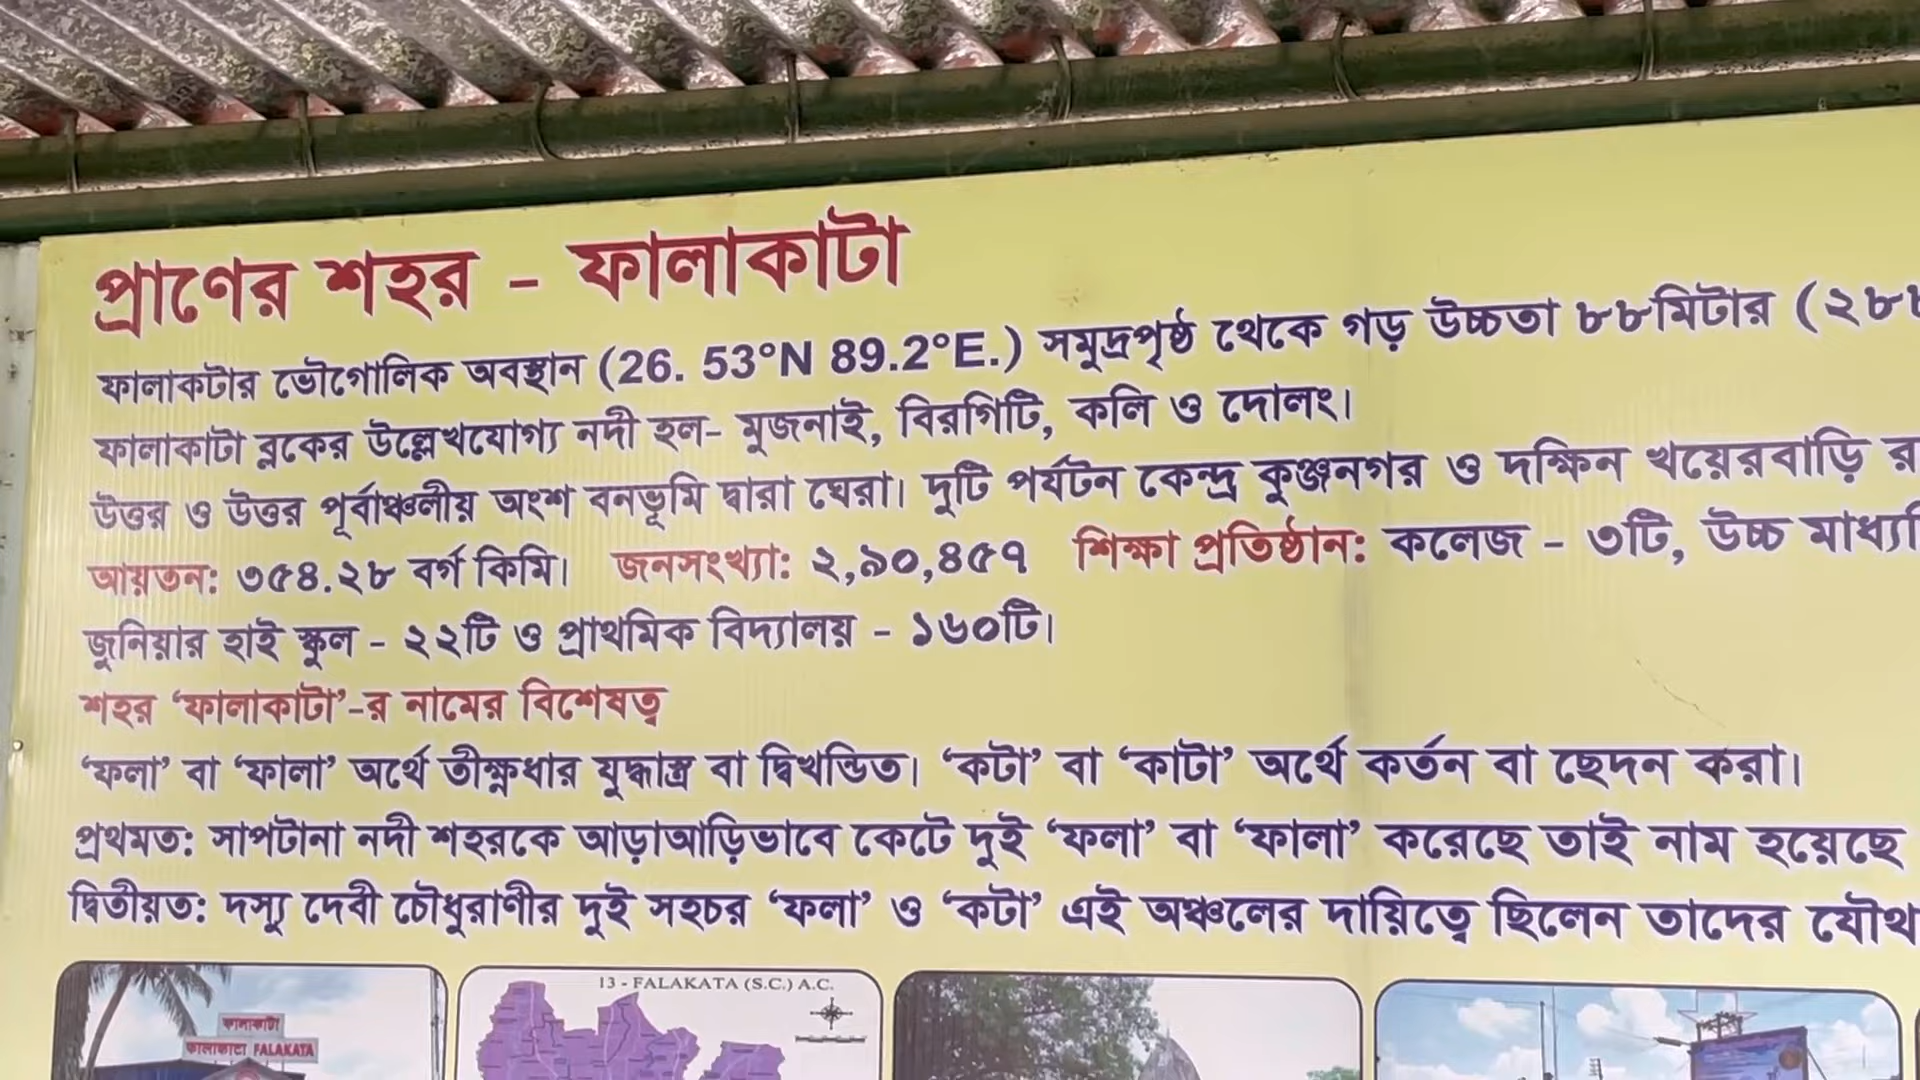 প্রাণের শহর - ফালাকাটা
ফালাকটার ভৌগোলিক অবস্থান (26. 53°N 89.2°E.) সমুদ্রপৃষ্ঠ থেকে গড় উচ্চতা ৮৮মিটার (২৮৮
ফালাকাটা ব্লকের উল্লেখযোগ্য নদী হল- মুজনাই, বিরগিটি, কলি ও দোলং।
উত্তর ও উত্তর পূর্বাঞ্চলীয় অংশ বনভূমি দ্বারা ঘেরা। দুটি পর্যটন কেন্দ্র কুঞ্জনগর ও দক্ষিন খয়েরবাড়ি
আয়তন: ৩৫৪.২৮ বর্গ কিমি। জনসংখ্যা: ২,৯০,৪৫৭ শিক্ষা প্রতিষ্ঠান: কলেজ - ৩টি, উচ্চ
জুনিয়ার হাই স্কুল - ২২টি ও প্রাথমিক বিদ্যালয় - ১৬০টি।
শহর ‘ফালাকাটা’-র নামের বিশেষত্ব
‘ফলা’ বা ‘ফালা’ অর্থে তীক্ষ্ণধার যুদ্ধাস্ত্র বা দ্বিখন্ডিত। ‘কটা’ বা ‘কাটা’ অর্থে কর্তন বা ছেদন করা।
প্রথমত: সাপটানা নদী শহরকে আড়াআড়িভাবে কেটে দুই ‘ফলা’ বা ‘ফালা’ করেছে তাই নাম হয়েছে
দ্বিতীয়ত: দস্যু দেবী চৌধুরাণীর দুই সহচর ‘ফলা’ ও ‘কটা’ এই অঞ্চলের দায়িত্বে ছিলেন তাদের যৌথ
13 - FALAKATA (S.C.) A.C.
ফালাকাটা
ফালাকাটা FALAKATA